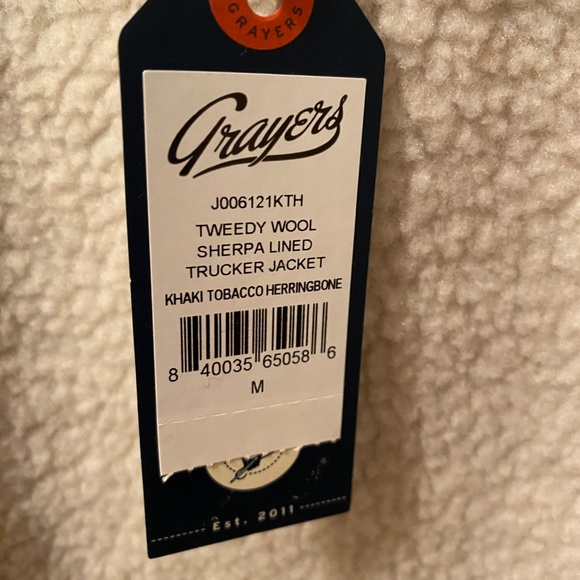 GRAYERS
Grayers
J006121KTH
TWEEDY WOOL
SHERPA LINED
TRUCKER JACKET
KHAKI TOBACCO HERRINGBONE
8 40035 65058 6
M
Est. 2011